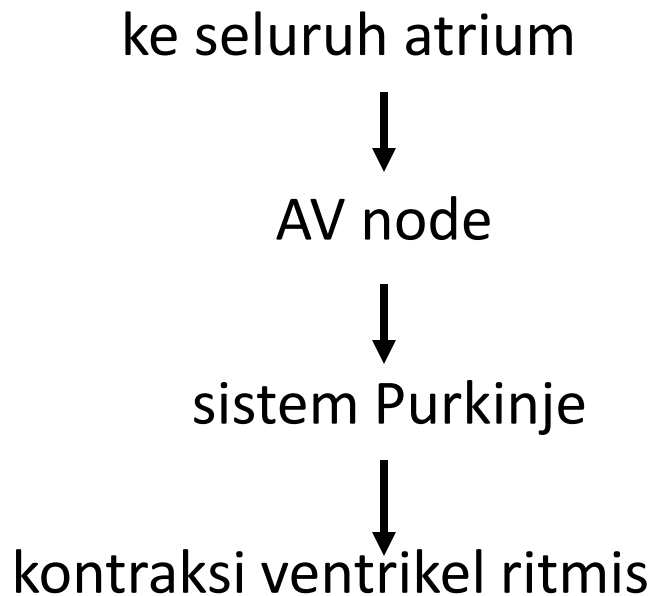 ke seluruh atrium
AV node
sistem Purkinje
kontraksi ventrikel ritmis